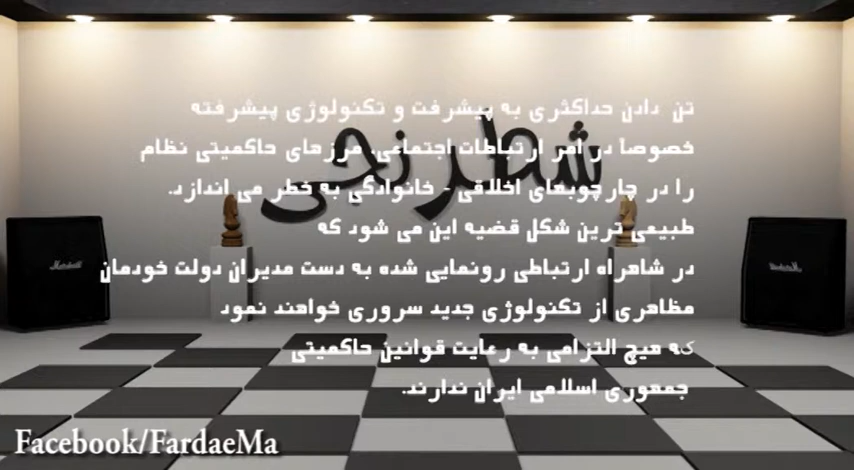 تن دادن حداکثری به پیشرفت و تکنولوژی پیشرفته
خصوصاً در امر ارتباطات اجتماعی، مرزهای حاکمیتی نظام
را در چارچوبهای اخلاقی - خانوادگی به خطر می اندازد.
طبیعی ترین شکل قضیه این می شود که
در شاهراه ارتباطی رونمایی شده به دست مدیران دولت خودمان
مظاهری از تکنولوژی جدید سروری خواهند نمود
که هیچ التزامی به رعایت قوانین حاکمیتی
جمهوری اسلامی ایران ندارند.
شطرنجی
Marshall
Marshall
Facebook/FardaeMa